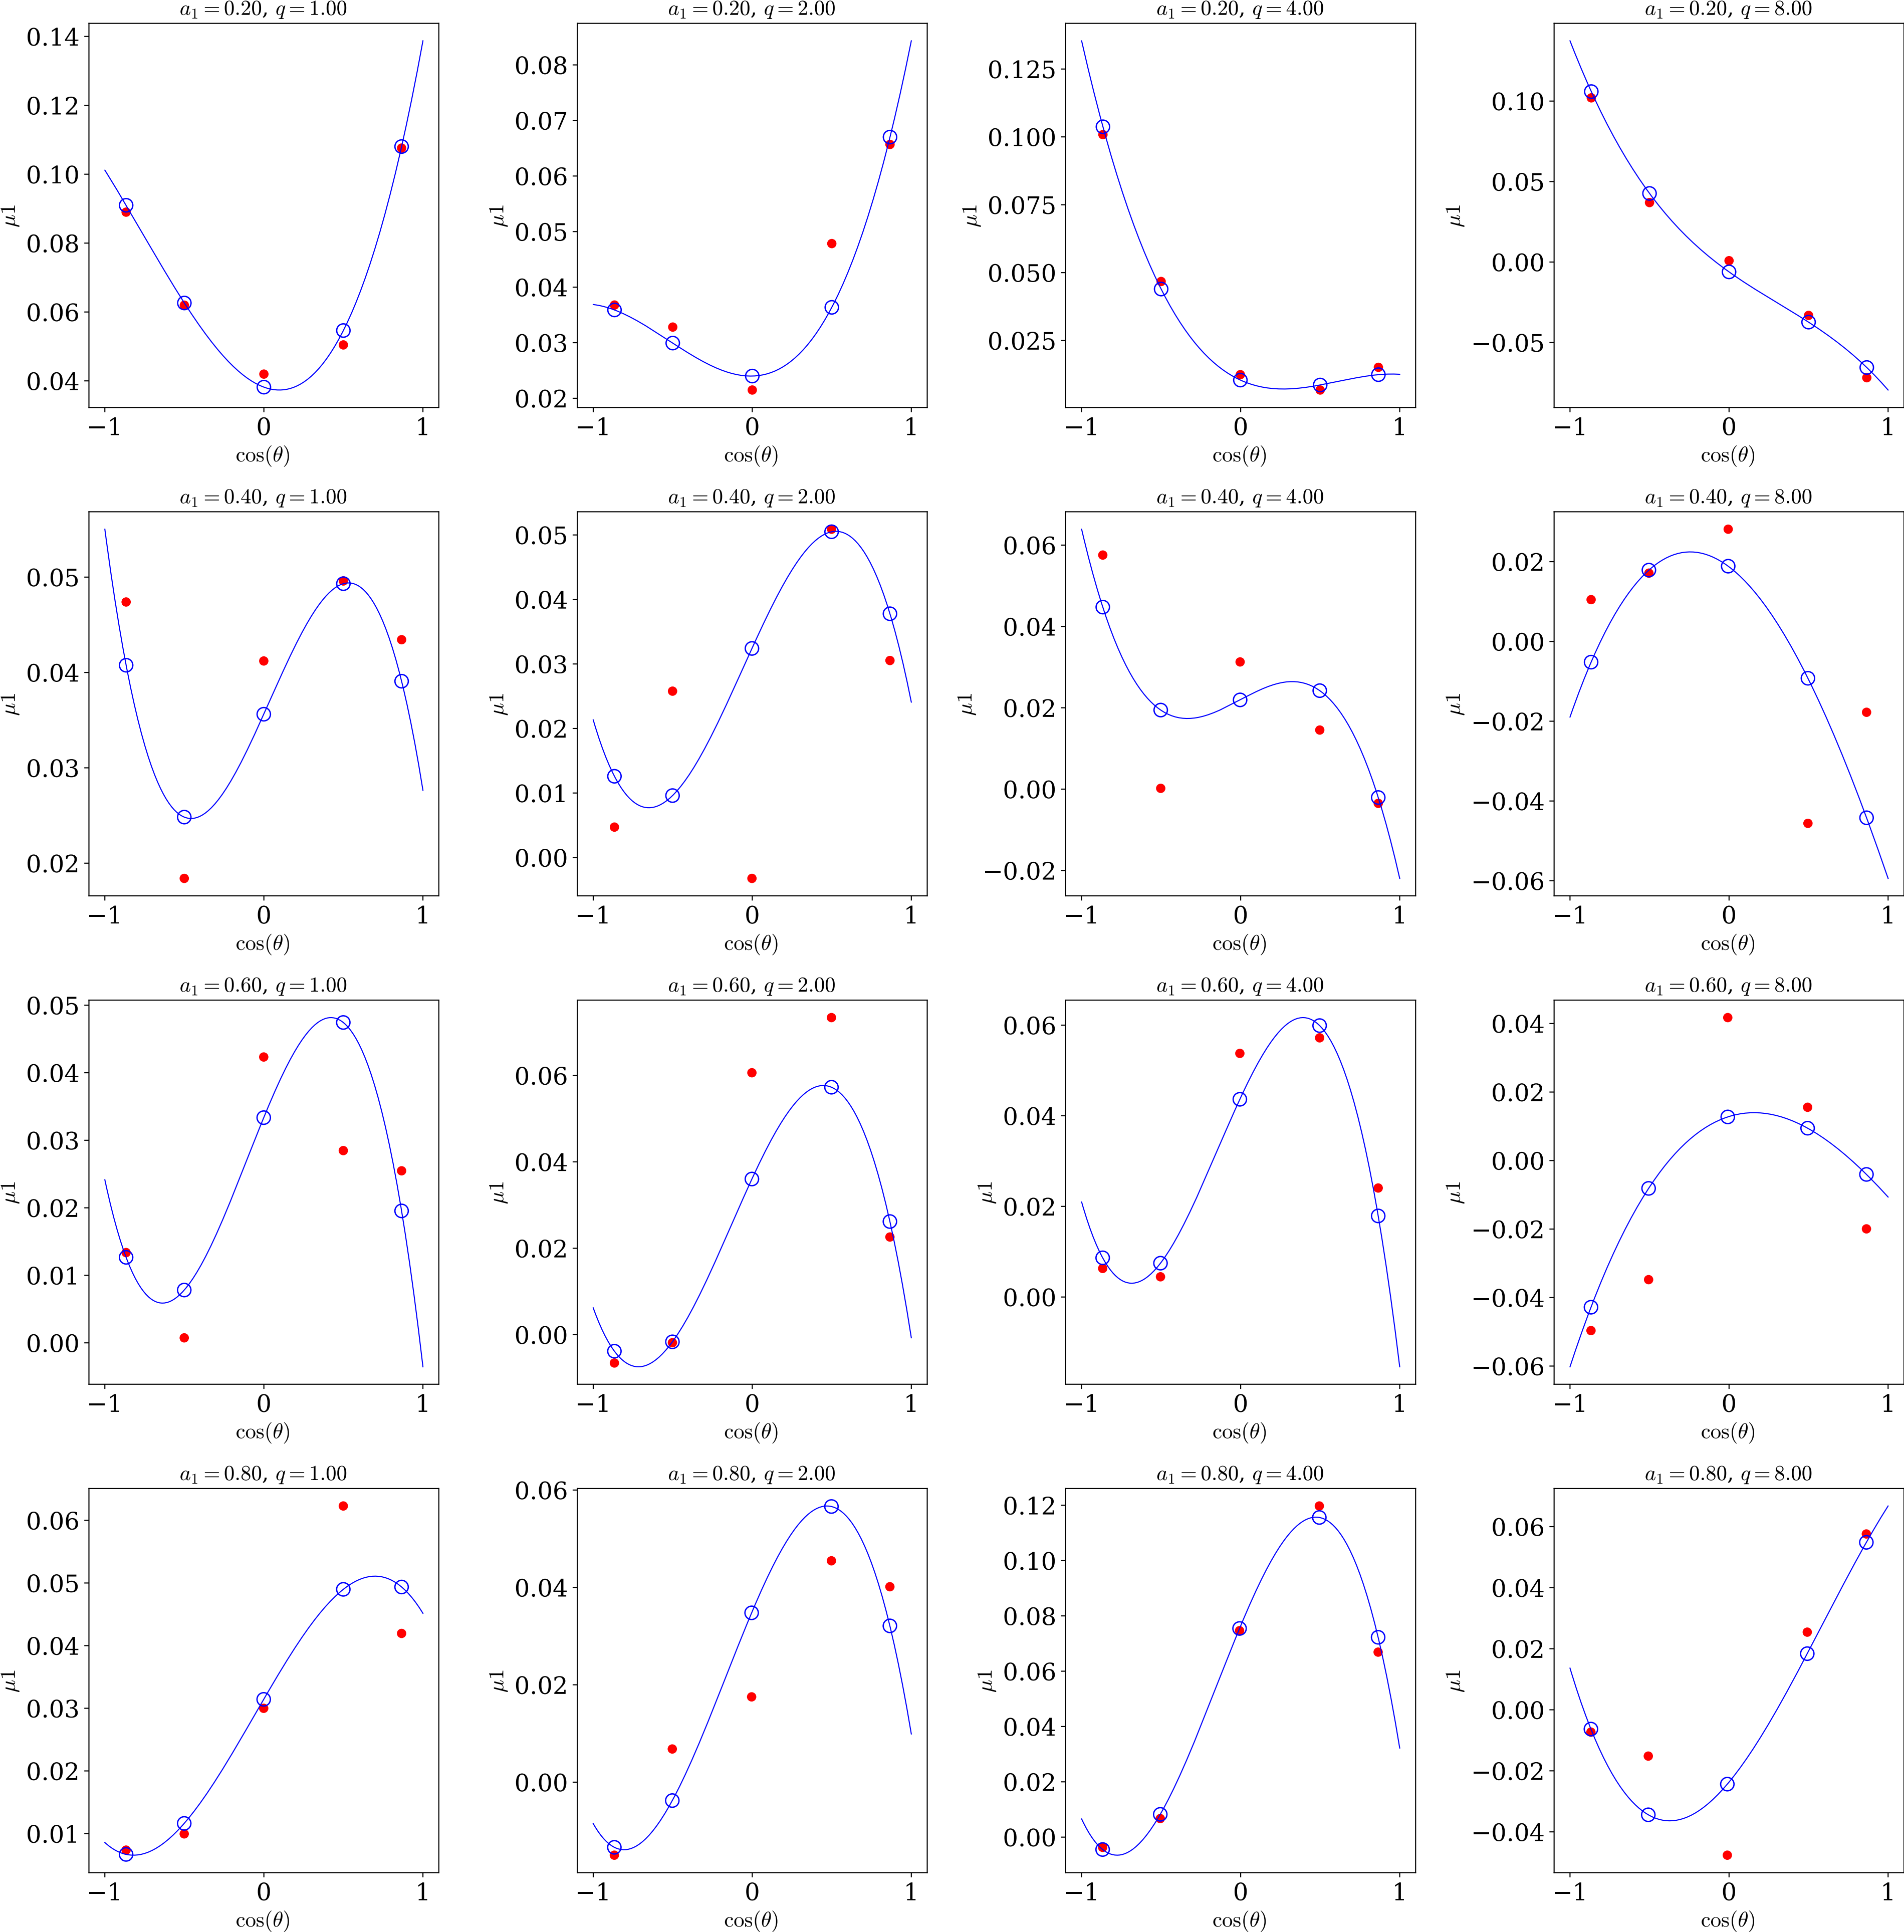 a₁ = 0.20, q = 1.00
0.14
0.12
0.10
0.08
0.06
0.04
μ1
−1 0 1
cos(θ)
a₁ = 0.20, q = 2.00
0.08
0.07
0.06
0.05
0.04
0.03
0.02
μ1
−1 0 1
cos(θ)
a₁ = 0.20, q = 4.00
0.125
0.100
0.075
0.050
0.025
μ1
−1 0 1
cos(θ)
a₁ = 0.20, q = 8.00
0.10
0.05
0.00
−0.05
μ1
−1 0 1
cos(θ)
a₁ = 0.40, q = 1.00
0.05
0.04
0.03
0.02
μ1
−1 0 1
cos(θ)
a₁ = 0.40, q = 2.00
0.05
0.04
0.03
0.02
0.01
0.00
μ1
−1 0 1
cos(θ)
a₁ = 0.40, q = 4.00
0.06
0.04
0.02
0.00
−0.02
μ1
−1 0 1
cos(θ)
a₁ = 0.40, q = 8.00
0.02
0.00
−0.02
−0.04
−0.06
μ1
−1 0 1
cos(θ)
a₁ = 0.60, q = 1.00
0.05
0.04
0.03
0.02
0.01
0.00
μ1
−1 0 1
cos(θ)
a₁ = 0.60, q = 2.00
0.06
0.04
0.02
0.00
μ1
−1 0 1
cos(θ)
a₁ = 0.60, q = 4.00
0.06
0.04
0.02
0.00
μ1
−1 0 1
cos(θ)
a₁ = 0.60, q = 8.00
0.04
0.02
0.00
−0.02
−0.04
−0.06
μ1
−1 0 1
cos(θ)
a₁ = 0.80, q = 1.00
0.06
0.05
0.04
0.03
0.02
0.01
μ1
−1 0 1
cos(θ)
a₁ = 0.80, q = 2.00
0.06
0.04
0.02
0.00
μ1
−1 0 1
cos(θ)
a₁ = 0.80, q = 4.00
0.12
0.10
0.08
0.06
0.04
0.02
0.00
μ1
−1 0 1
cos(θ)
a₁ = 0.80, q = 8.00
0.06
0.04
0.02
0.00
−0.02
−0.04
μ1
−1 0 1
cos(θ)